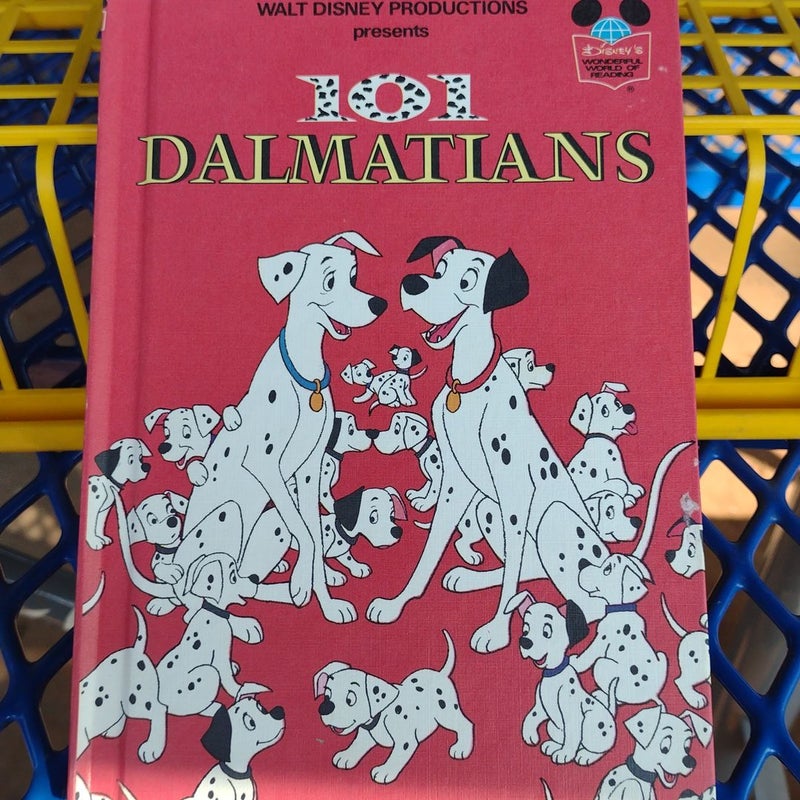 WALT DISNEY PRODUCTIONS
presents
DISNEY'S
WONDERFUL
WORLD OF
READING
®
101
DALMATIANS